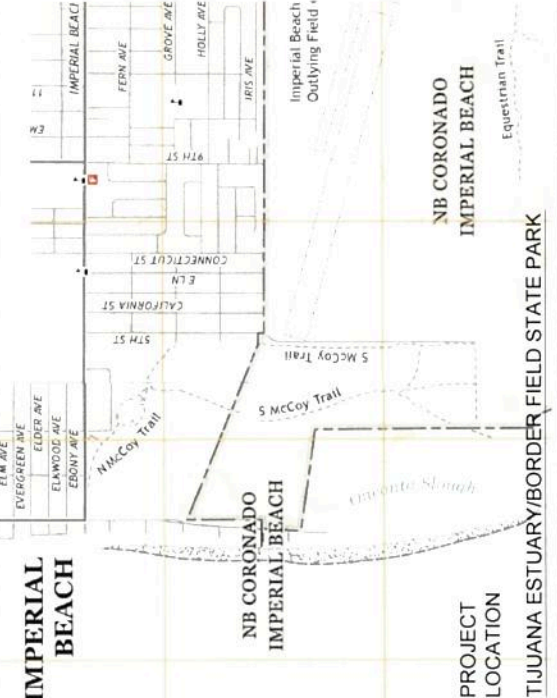 ELM AVE
EVERGREEN AVE
ELDER AVE
ELKWOOD AVE
EBONY AVE
IMPERIAL
BEACH
N McCoy Trail
11
EM
IMPERIAL BEACH
FERN AVE
GROVE AVE
HOLLY AVE
IRIS AVE
9TH ST
CONNECTICUT ST
E LN
CALIFORNIA ST
5TH ST
S McCoy Trail
S McCoy Trail
Imperial Beach
Outlying Field
NB CORONADO
IMPERIAL BEACH
Equestrian Trail
NB CORONADO
IMPERIAL BEACH
Oneonta Slough
PROJECT
LOCATION
TIJUANA ESTUARY/BORDER FIELD STATE PARK